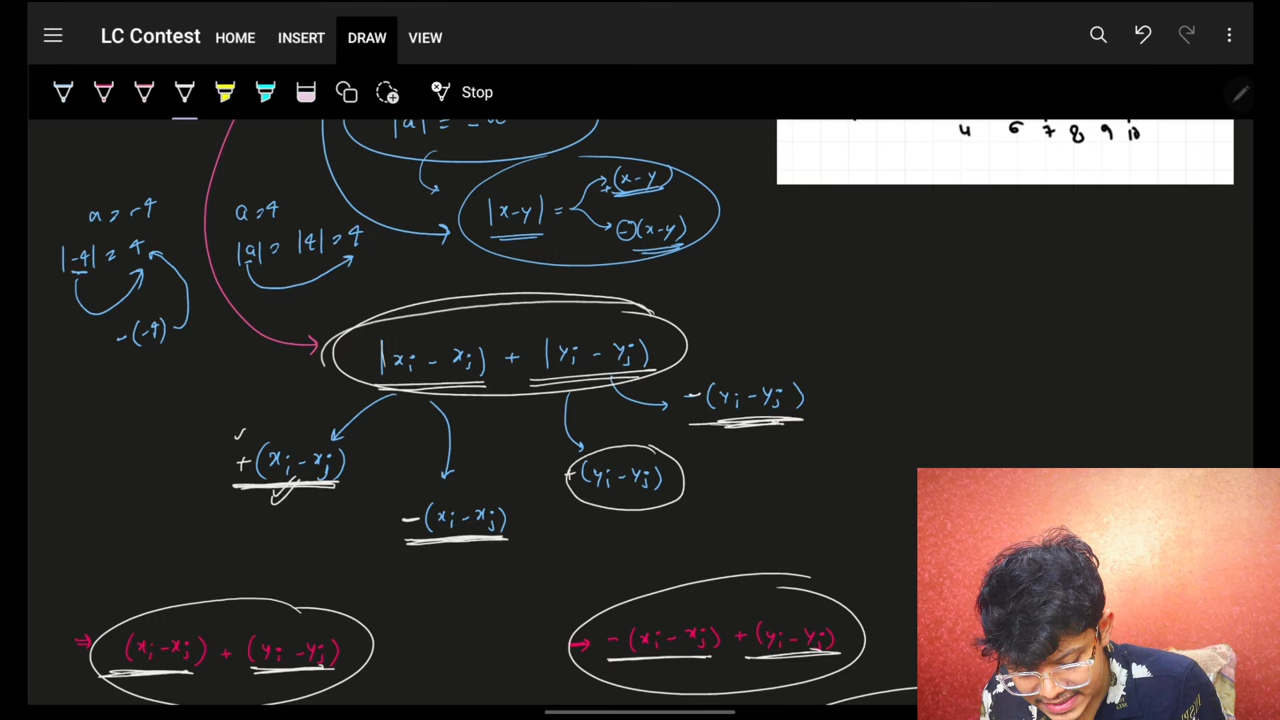 LC Contest HOME INSERT DRAW VIEW
Stop
|a| =
4 6 7 8 9 10
+(x-y)
|x-y| =
-(x-y)
a > -4
|-4| = 4
-(-4)
a > 4
|a| = |4| = 4
|xi - xj| + |yi - yj|
-(yi - yj)
+(xi - xj)
+(yi - yj)
-(xi - xj)
⇒ (xi - xj) + (yi - yj)
→ -(xi - xj) + (yi - yj)